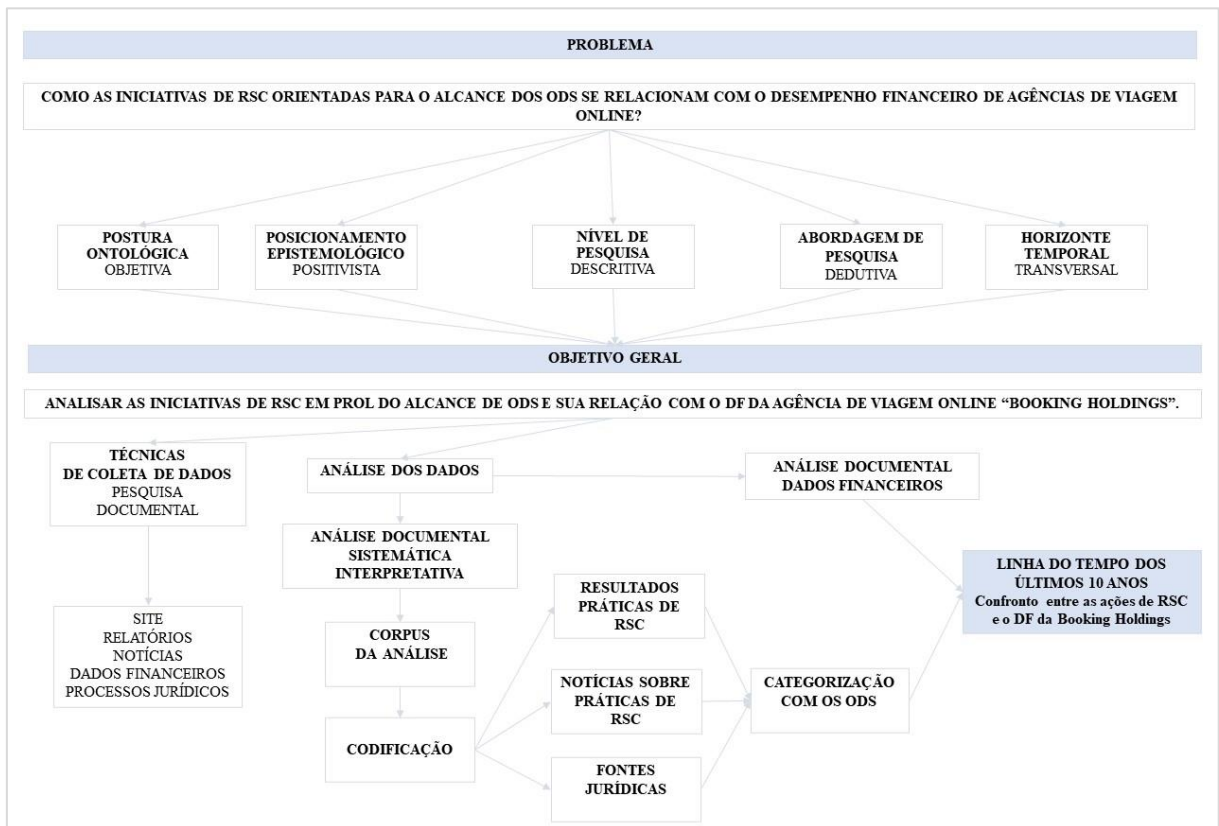 PROBLEMA
COMO AS INICIATIVAS DE RSC ORIENTADAS PARA O ALCANCE DOS ODS SE RELACIONAM COM O DESEMPENHO FINANCEIRO DE AGÊNCIAS DE VIAGEM
ONLINE?
POSTURA
ONTOLÓGICA
OBJETIVA
POSICIONAMENTO
EPISTEMOLÓGICO
POSITIVISTA
NÍVEL DE
PESQUISA
DESCRITIVA
ABORDAGEM DE
PESQUISA
DEDUTIVA
HORIZONTE
TEMPORAL
TRANSVERSAL
OBJETIVO GERAL
ANALISAR AS INICIATIVAS DE RSC EM PROL DO ALCANCE DE ODS E SUA RELAÇÃO COM O DF DA AGÊNCIA DE VIAGEM ONLINE “BOOKING HOLDINGS”.
TÉCNICAS
DE COLETA DE DADOS
PESQUISA
DOCUMENTAL
ANÁLISE DOS DADOS
ANÁLISE DOCUMENTAL
DADOS FINANCEIROS
ANÁLISE DOCUMENTAL
SISTEMÁTICA
INTERPRETATIVA
SITE
RELATÓRIOS
NOTÍCIAS
DADOS FINANCEIROS
PROCESSOS JURÍDICOS
CORPUS
DA ANÁLISE
CODIFICAÇÃO
RESULTADOS
PRÁTICAS DE
RSC
NOTÍCIAS SOBRE
PRÁTICAS DE
RSC
FONTES
JURÍDICAS
CATEGORIZAÇÃO
COM OS ODS
LINHA DO TEMPO DOS
ÚLTIMOS 10 ANOS
Confronto entre as ações de RSC
e o DF da Booking Holdings